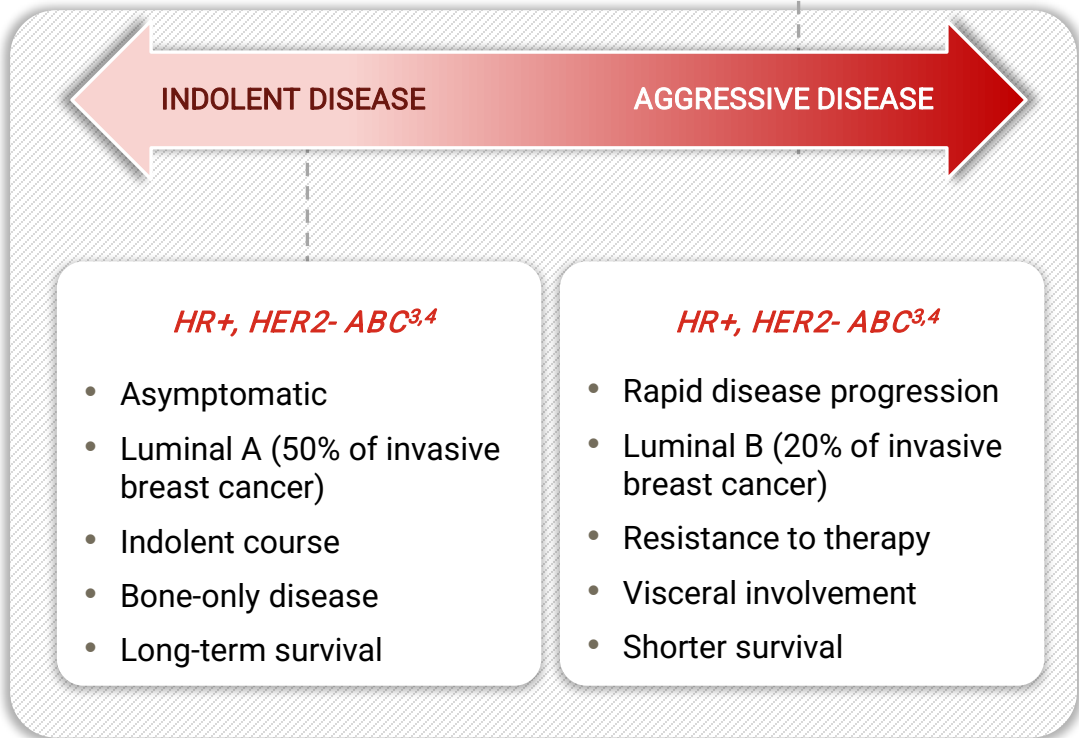 INDOLENT DISEASE
AGGRESSIVE DISEASE
HR+, HER2- ABC3,4
• Asymptomatic
• Luminal A (50% of invasive
breast cancer)
• Indolent course
• Bone-only disease
• Long-term survival
HR+, HER2- ABC3,4
• Rapid disease progression
• Luminal B (20% of invasive
breast cancer)
• Resistance to therapy
• Visceral involvement
• Shorter survival